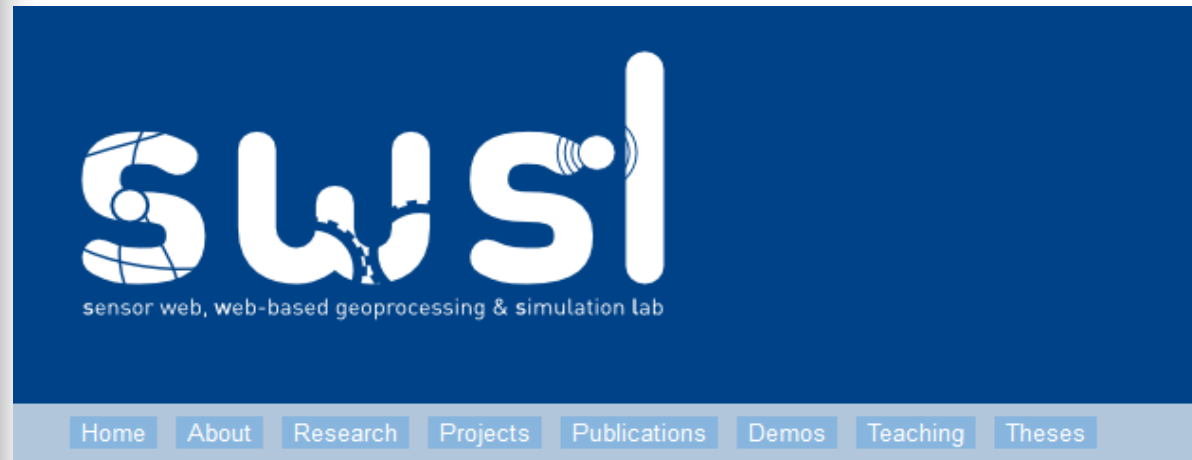 swsl
sensor web, web-based geoprocessing & simulation lab
Home About Research Projects Publications Demos Teaching Theses